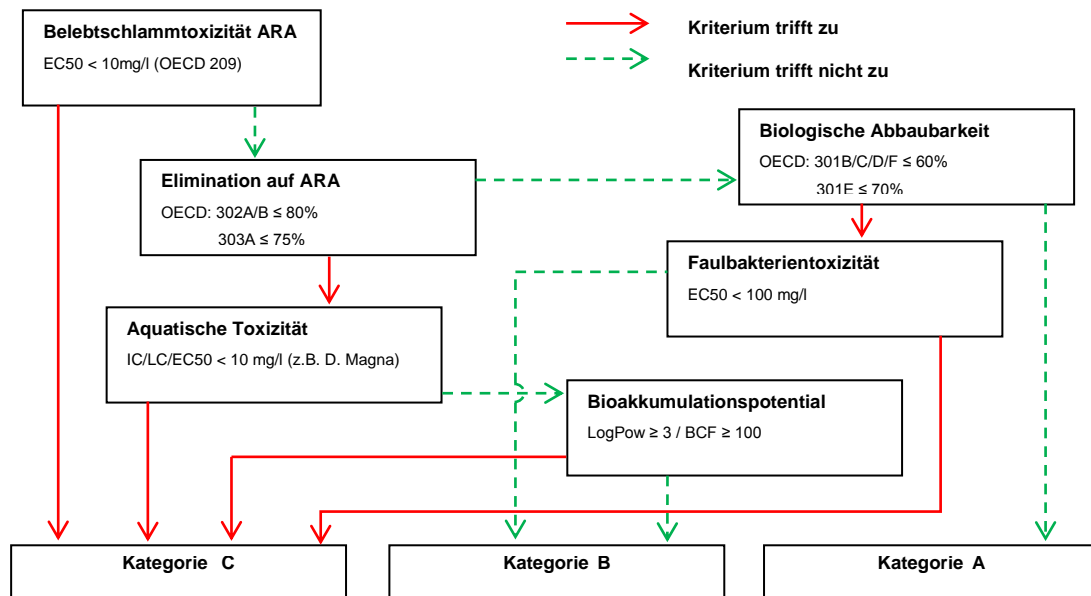 Belebtschlammtoxizität ARA
EC50 < 10mg/l (OECD 209)
Kriterium trifft zu
Kriterium trifft nicht zu
Biologische Abbaubarkeit
OECD: 301B/C/D/F ≤ 60%
301E ≤ 70%
Elimination auf ARA
OECD: 302A/B ≤ 80%
303A ≤ 75%
Faulbakterientoxizität
EC50 < 100 mg/l
Aquatische Toxizität
IC/LC/EC50 < 10 mg/l (z.B. D. Magna)
Bioakkumulationspotential
LogPow ≥ 3 / BCF ≥ 100
Kategorie C
Kategorie B
Kategorie A